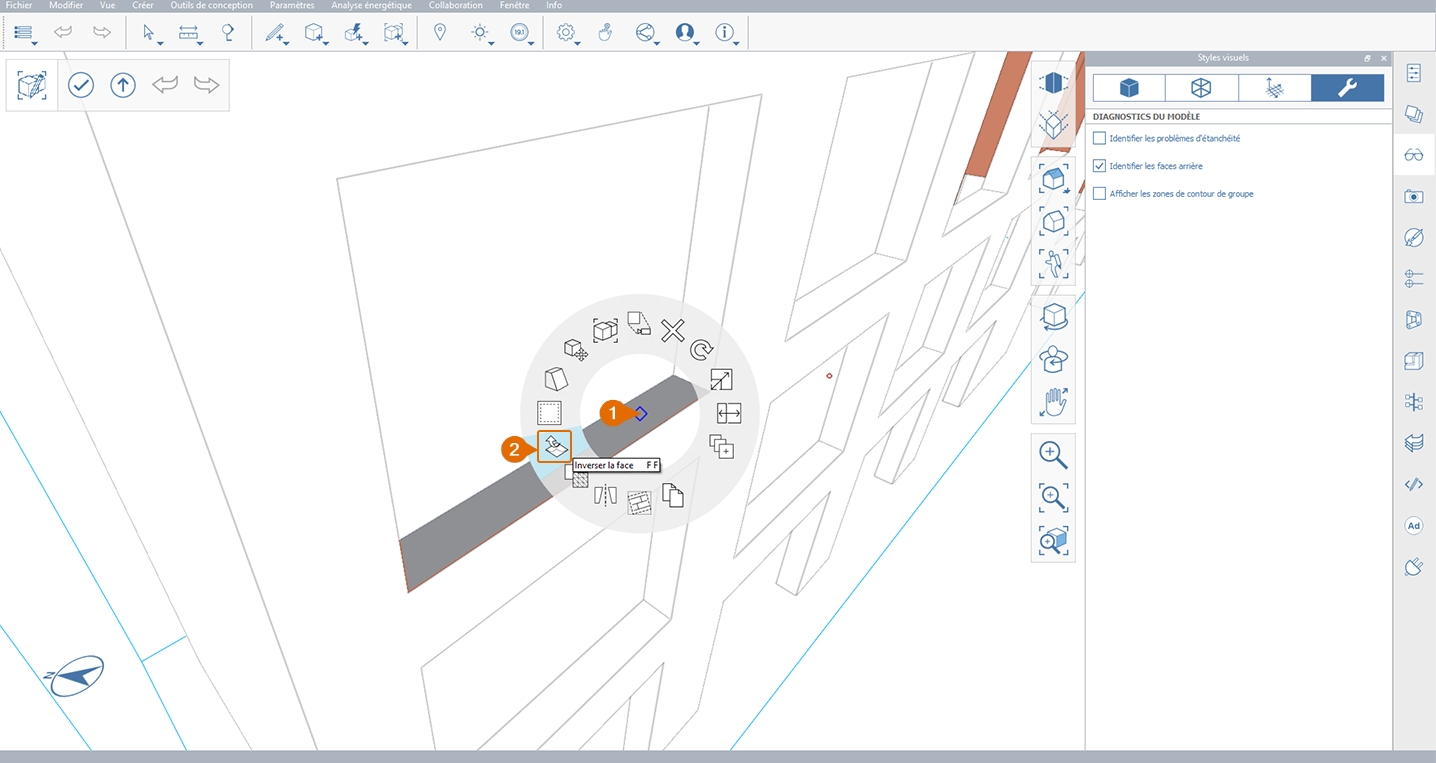 Fichier Modifier Vue Créer Outils de conception Paramètres Analyse énergétique Collaboration Fenêtre Info
19.1
Styles visuels
DIAGNOSTICS DU MODÈLE
Identifier les problèmes d'étanchéité
Identifier les faces arrière
Afficher les zones de contour de groupe
1
2
Inverser la face F F
Ad
N